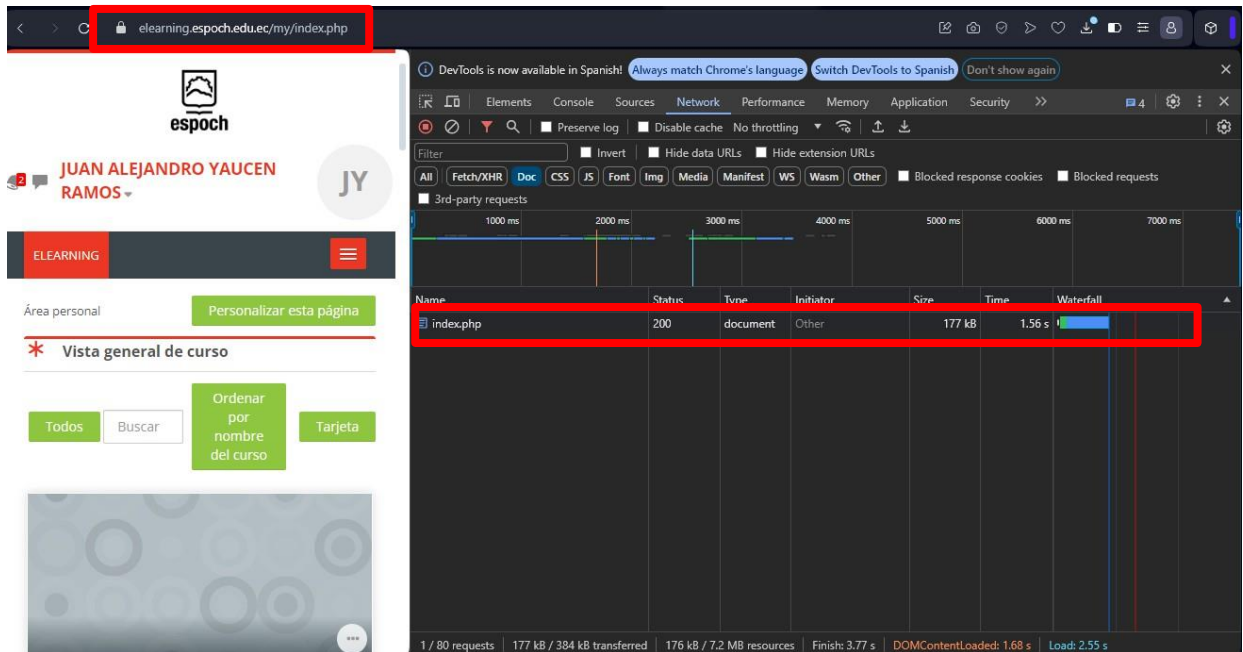 elearning.espoch.edu.ec/my/index.php
espoch
2
JUAN ALEJANDRO YAUCEN
RAMOS
JY
ELEARNING
Área personal
Personalizar esta página
Vista general de curso
Todos
Buscar
Ordenar
por
nombre
del curso
Tarjeta
DevTools is now available in Spanish! Always match Chrome's language Switch DevTools to Spanish Don't show again
Elements Console Sources Network Performance Memory Application Security 4
Preserve log Disable cache No throttling
Filter Invert Hide data URLs Hide extension URLs
All Fetch/XHR Doc CSS JS Font Img Media Manifest WS Wasm Other Blocked response cookies Blocked requests
3rd-party requests
1000 ms 2000 ms 3000 ms 4000 ms 5000 ms 6000 ms 7000 ms
Name Status Type Initiator Size Time Waterfall
index.php 200 document Other 177 kB 1.56 s
1 / 80 requests 177 kB / 384 kB transferred 176 kB / 7.2 MB resources Finish: 3.77 s DOMContentLoaded: 1.68 s Load: 2.55 s